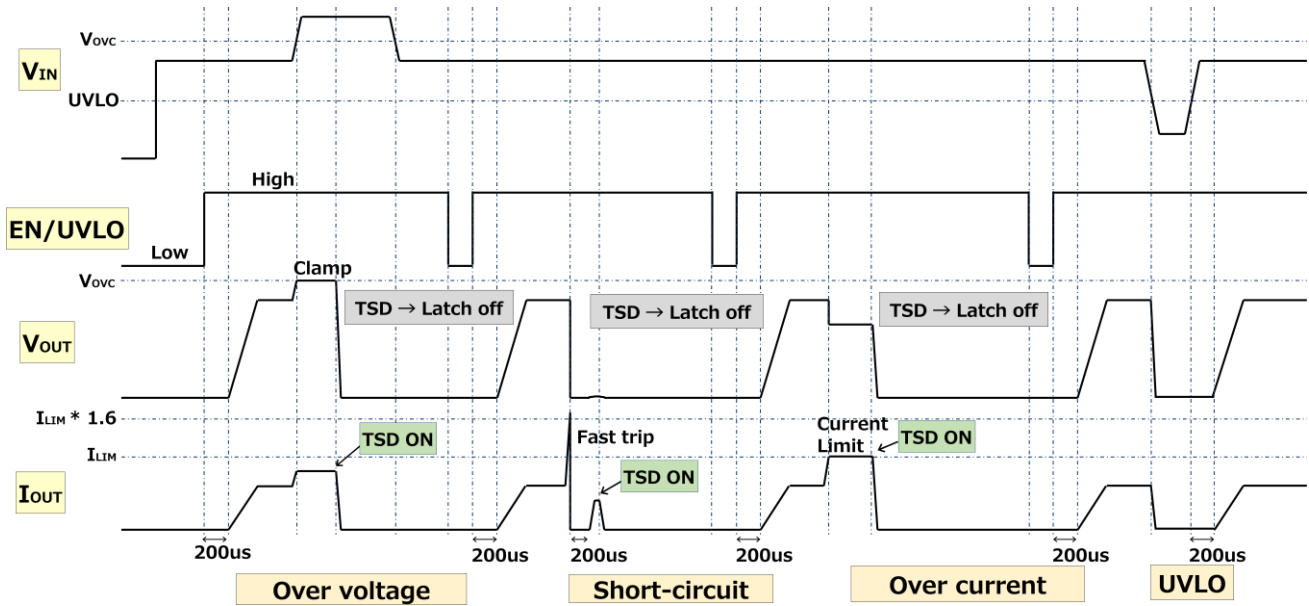 VOVC
VIN
UVLO
High
EN/UVLO
Low
Clamp
VOVC
TSD → Latch off
TSD → Latch off
TSD → Latch off
VOUT
ILIM * 1.6
Fast trip
Current
Limit
TSD ON
TSD ON
ILIM
TSD ON
IOUT
200us
200us
200us
200us
200us
200us
Over voltage
Short-circuit
Over current
UVLO